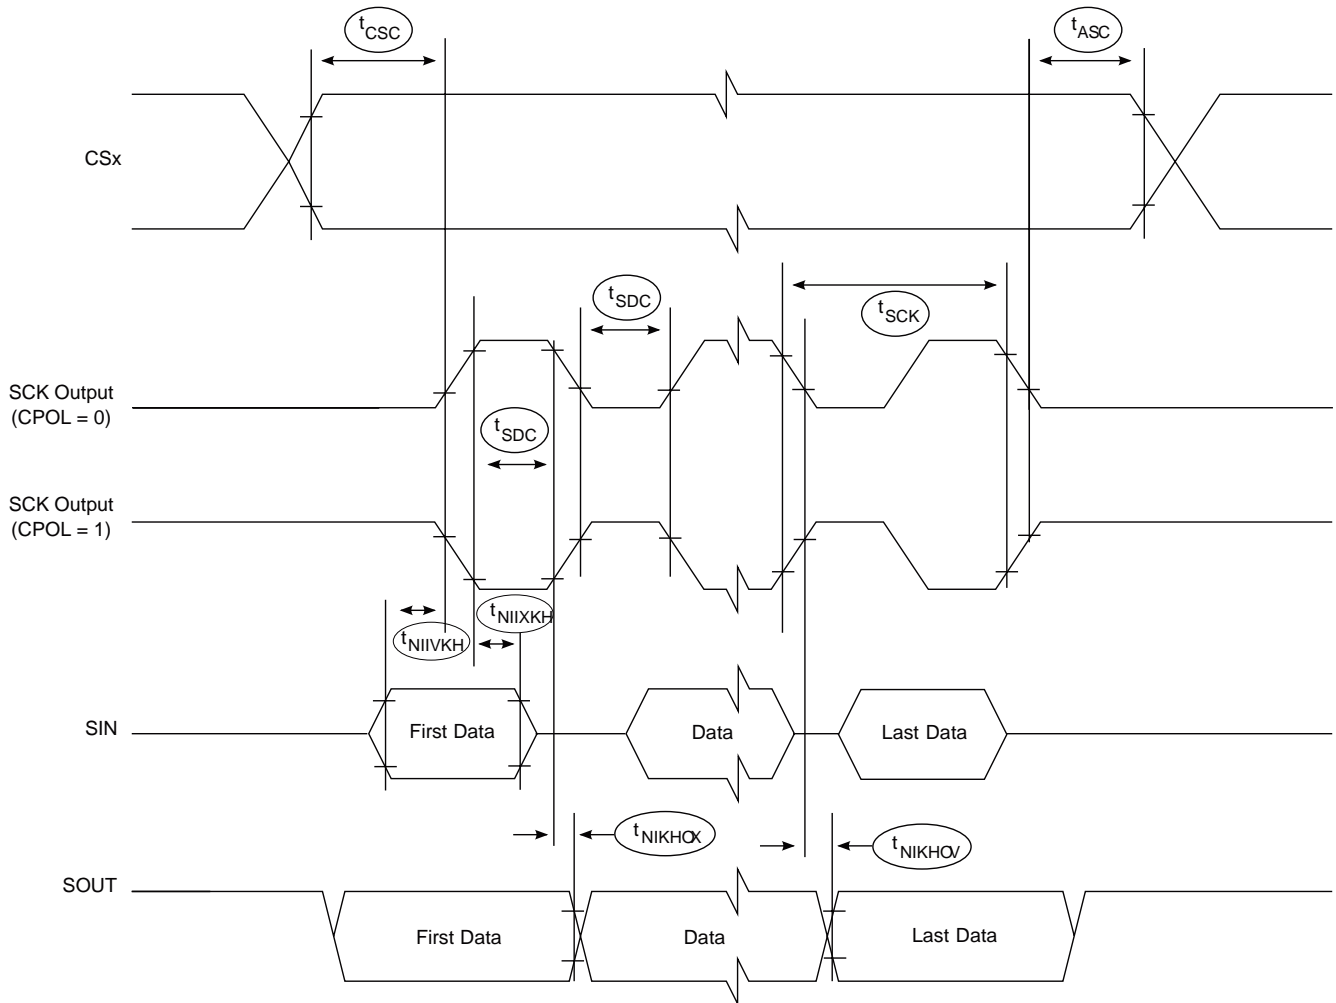 tCSC
tASC
CSx
tSDC
tSCK
SCK Output
(CPOL = 0)
tSDC
SCK Output
(CPOL = 1)
tNIIVKH
tNIIXKH
SIN
First Data
Data
Last Data
tNIKHOX
tNIKHOV
SOUT
First Data
Data
Last Data